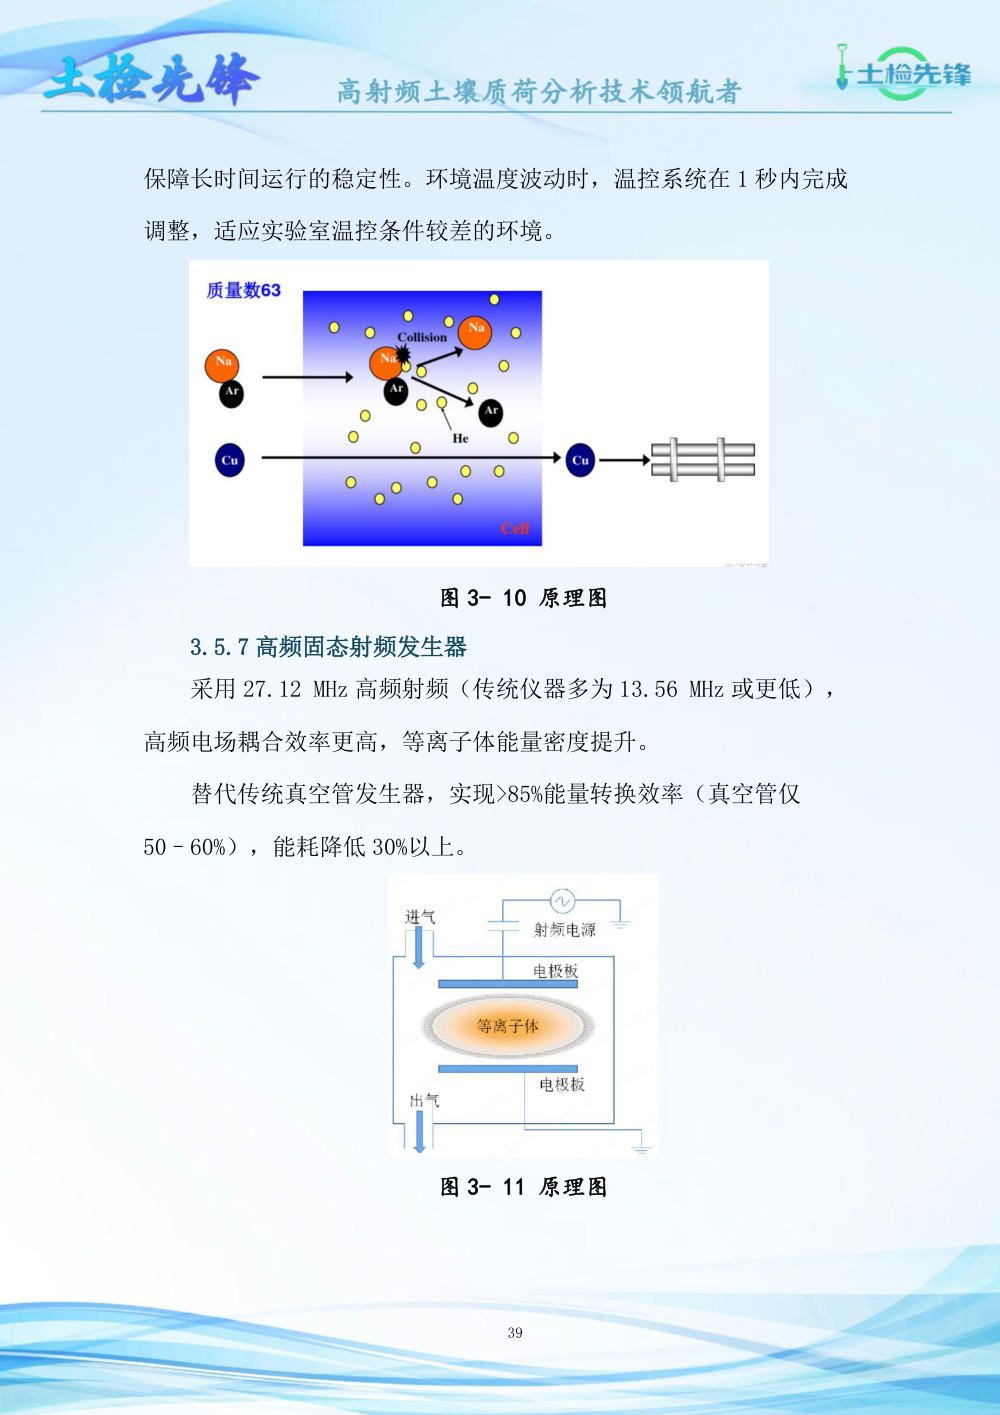 土检先锋
高射频土壤质荷分析技术领航者
土检先锋
保障长时间运行的稳定性。环境温度波动时，温控系统在 1 秒内完成
调整，适应实验室温控条件较差的环境。
质量数63
Na
Collision
Na
Na
Ar
Ar
Ar
He
Cu
Cu
Cell
图 3- 10 原理图
3.5.7 高频固态射频发生器
采用 27.12 MHz 高频射频（传统仪器多为 13.56 MHz 或更低），
高频电场耦合效率更高，等离子体能量密度提升。
替代传统真空管发生器，实现>85%能量转换效率（真空管仅
50–60%），能耗降低 30%以上。
进气
射频电源
电极板
等离子体
电极板
出气
图 3- 11 原理图
39